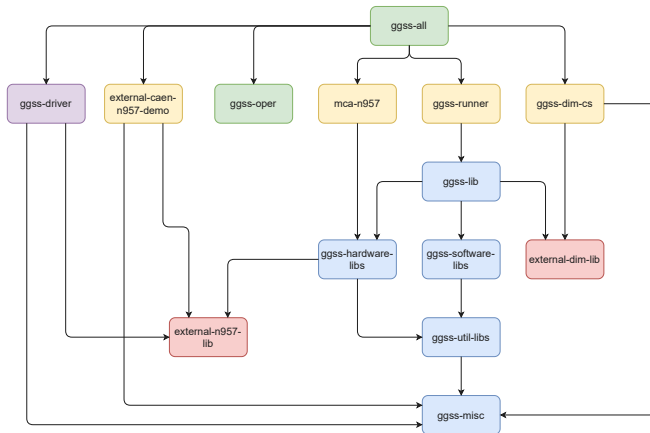 ggss-all
ggss-driver
external-caen-
n957-demo
ggss-oper
mca-n957
ggss-runner
ggss-dim-cs
ggss-lib
ggss-hardware-
libs
ggss-software-
libs
external-dim-lib
external-n957-
lib
ggss-util-libs
ggss-misc